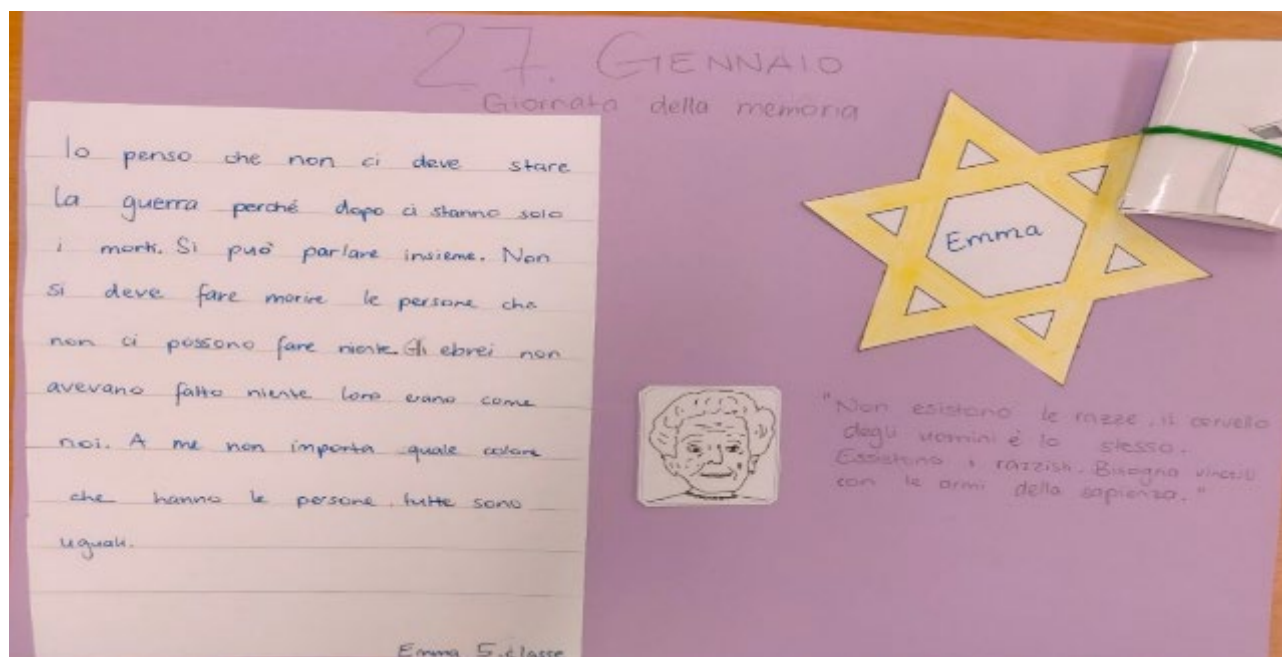 27. GENNAIO
Giornata della memoria
Io penso che non ci deve stare
la guerra perché dopo ci stanno solo
i morti. Si può parlare insieme. Non
si deve fare morire le persone che
non ci possono fare niente. Gli ebrei non
avevano fatto niente loro erano come
noi. A me non importa quale colore
che hanno le persone, tutte sono
uguali.
Emma 5. classe
Emma
"Non esistono le razze, il cervello
degli uomini è lo stesso.
Esistono i razzisti. Bisogna vincerli
con le armi della sapienza."